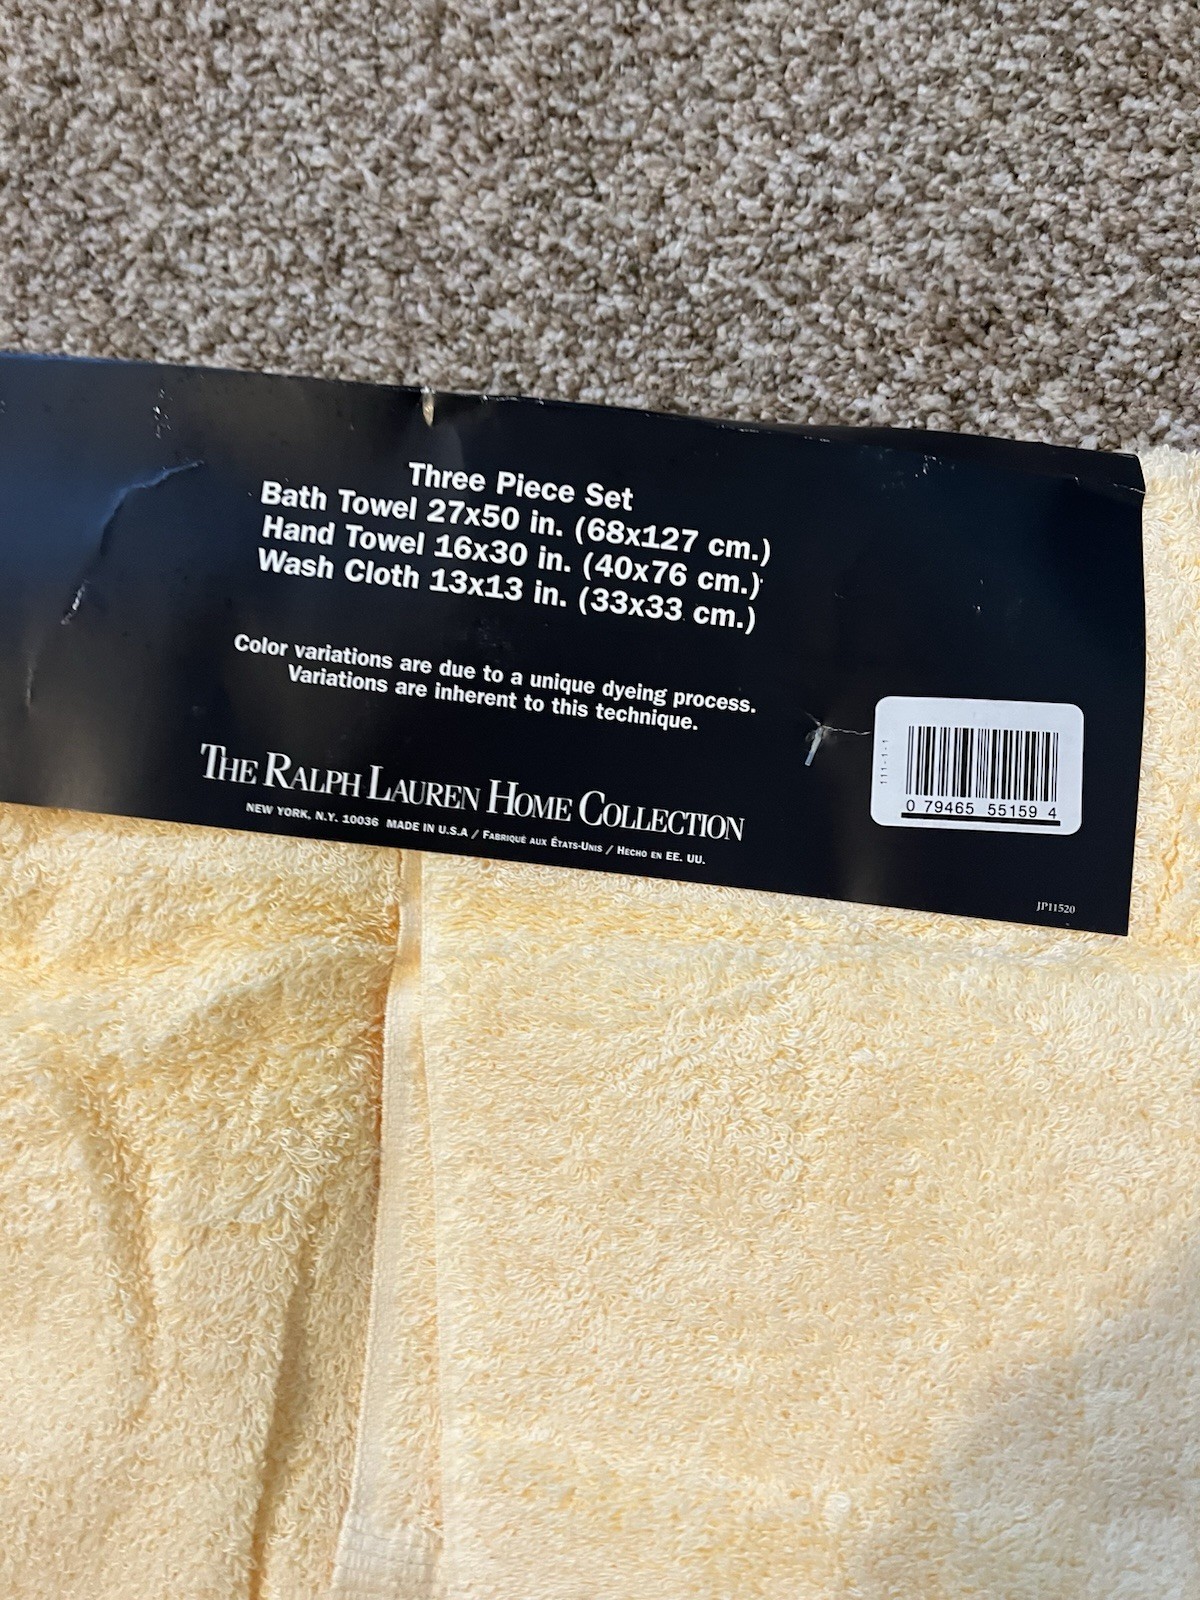 Three Piece Set
Bath Towel 27x50 in. (68x127 cm.)
Hand Towel 16x30 in. (40x76 cm.)
Wash Cloth 13x13 in. (33x33 cm.)
Color variations are due to a unique dyeing process.
Variations are inherent to this technique.
THE RALPH LAUREN HOME COLLECTION
NEW YORK, N.Y. 10036 MADE IN U.S.A / FABRIQUÉ AUX ÉTATS-UNIS / HECHO EN EE. UU.
111-1-1
0 79465 55159 4
JP11520